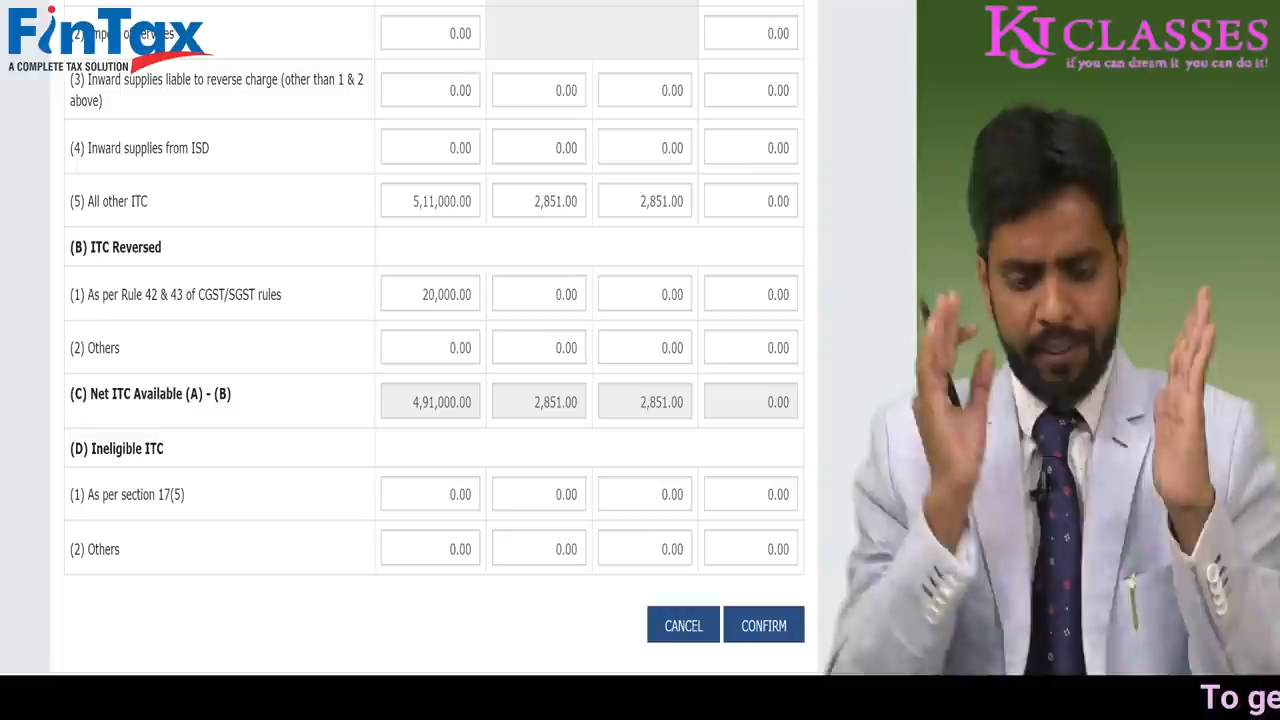 FinTax
A COMPLETE TAX SOLUTION
KJ CLASSES
if you can dream it you can do it!
0.00 0.00
(3) Inward supplies liable to reverse charge (other than 1 & 2
above)
0.00 0.00 0.00 0.00
(4) Inward supplies from ISD 0.00 0.00 0.00 0.00
(5) All other ITC 5,11,000.00 2,851.00 2,851.00 0.00
(B) ITC Reversed
(1) As per Rule 42 & 43 of CGST/SGST rules 20,000.00 0.00 0.00 0.00
(2) Others 0.00 0.00 0.00 0.00
(C) Net ITC Available (A) - (B) 4,91,000.00 2,851.00 2,851.00 0.00
(D) Ineligible ITC
(1) As per section 17(5) 0.00 0.00 0.00 0.00
(2) Others 0.00 0.00 0.00 0.00
CANCEL CONFIRM
To ge